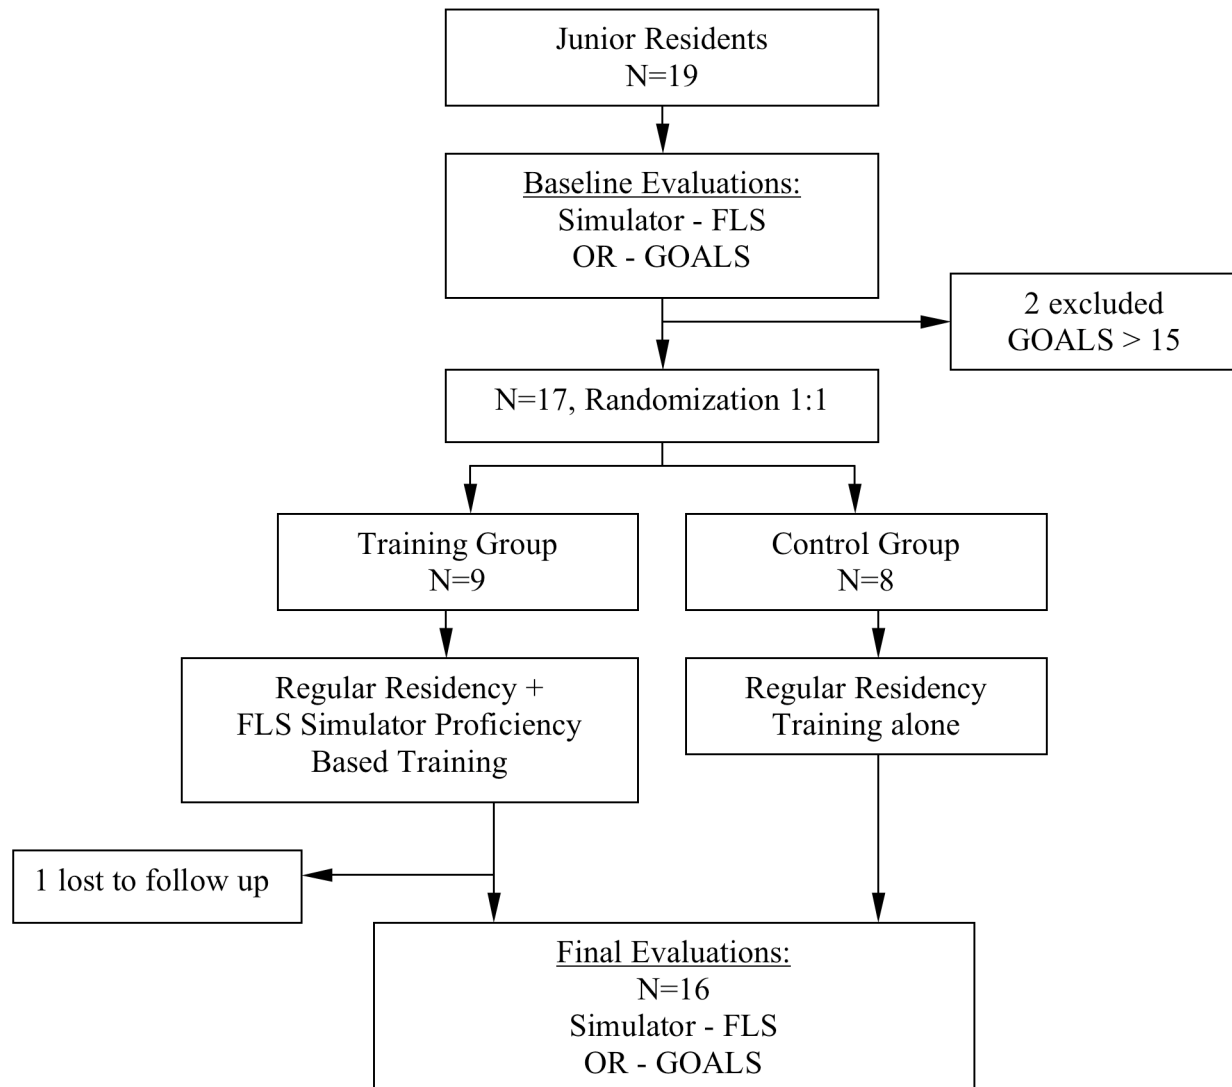 Junior Residents
N=19
Baseline Evaluations:
Simulator - FLS
OR - GOALS
2 excluded
GOALS > 15
N=17, Randomization 1:1
Training Group
N=9
Control Group
N=8
Regular Residency +
FLS Simulator Proficiency
Based Training
Regular Residency
Training alone
1 lost to follow up
Final Evaluations:
N=16
Simulator - FLS
OR - GOALS